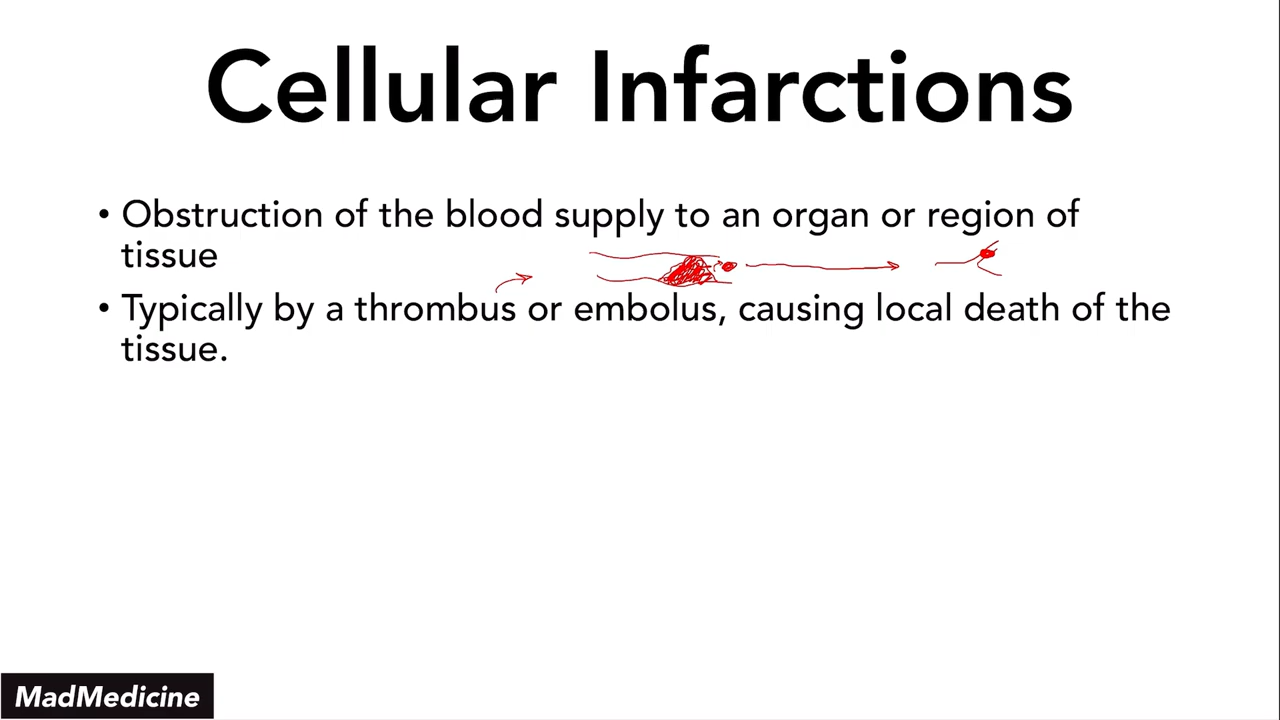 Cellular Infarctions
• Obstruction of the blood supply to an organ or region of
tissue
• Typically by a thrombus or embolus, causing local death of the
tissue.
MadMedicine